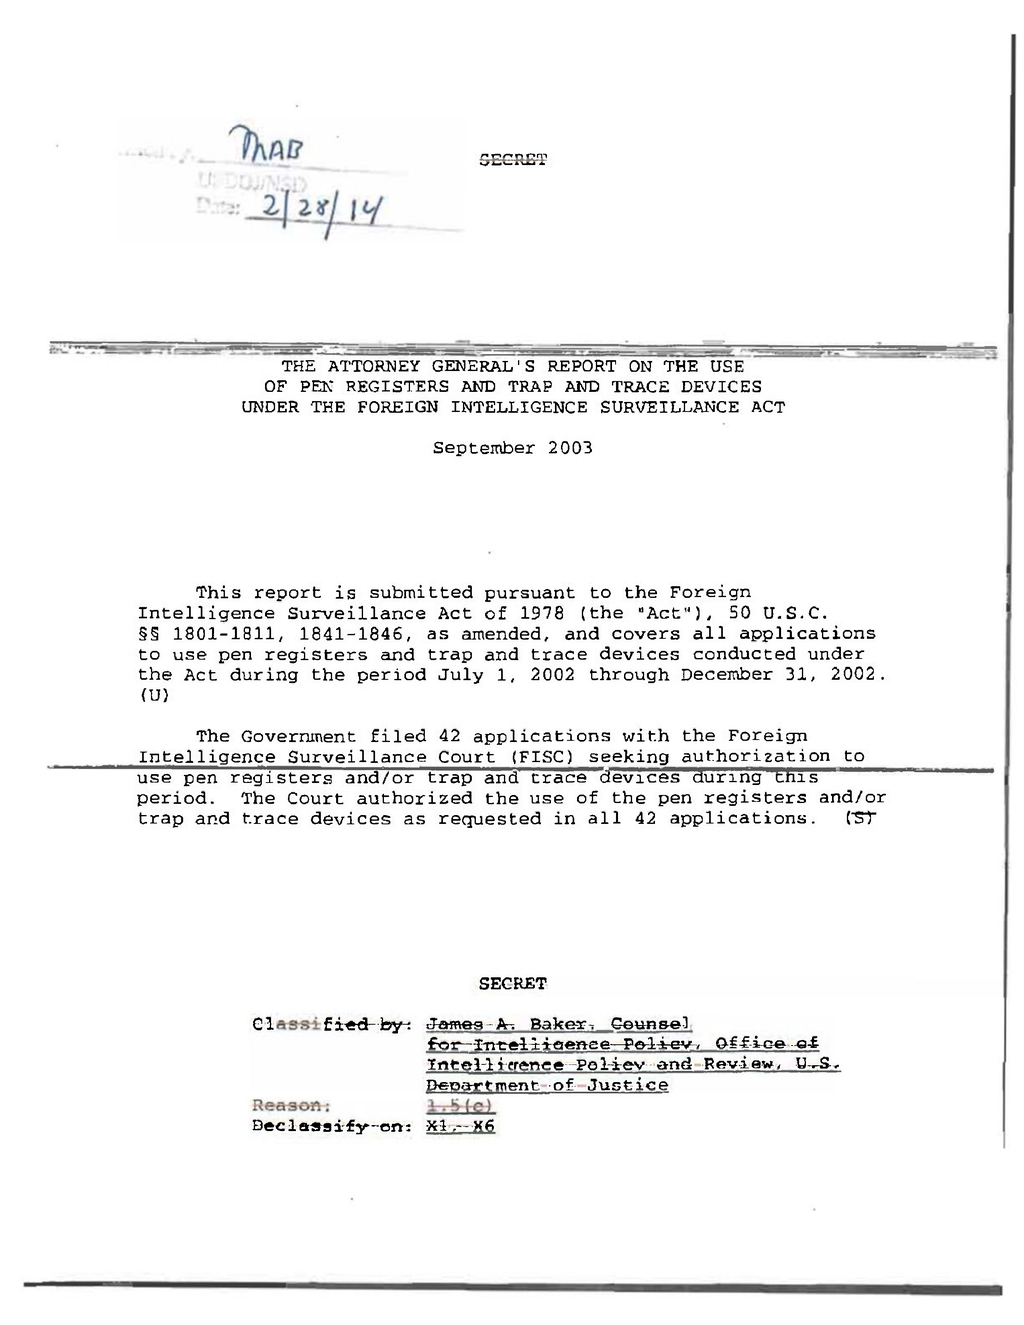 MAB
SECRET
DOJ/NSD
Date: 2/28/14
THE ATTORNEY GENERAL'S REPORT ON THE USE
OF PEN REGISTERS AND TRAP AND TRACE DEVICES
UNDER THE FOREIGN INTELLIGENCE SURVEILLANCE ACT
September 2003
This report is submitted pursuant to the Foreign
Intelligence Surveillance Act of 1978 (the "Act"), 50 U.S.C.
§§ 1801-1811, 1841-1846, as amended, and covers all applications
to use pen registers and trap and trace devices conducted under
the Act during the period July 1, 2002 through December 31, 2002.
(U)
The Government filed 42 applications with the Foreign
Intelligence Surveillance Court (FISC) seeking authorization to
use pen registers and/or trap and trace devices during this
period. The Court authorized the use of the pen registers and/or
trap and trace devices as requested in all 42 applications. (S)
SECRET
Classified by: James A. Baker, Counsel
for Intelligence Policy, Office of
Intelligence Policy and Review, U.S.
Department of Justice
Reason: 1.5(c)
Declassify on: X1, X6